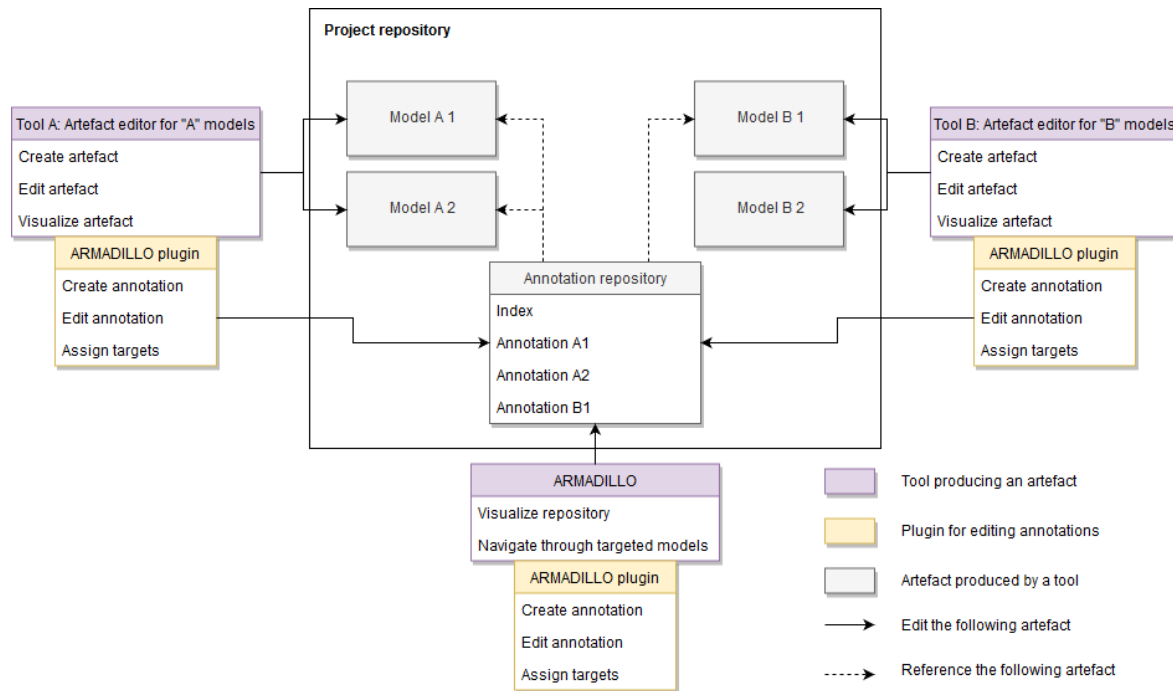 Project repository
Model A 1
Model B 1
Tool A: Artefact editor for "A" models
Create artefact
Edit artefact
Visualize artefact
Tool B: Artefact editor for "B" models
Create artefact
Edit artefact
Visualize artefact
Model A 2
Model B 2
ARMADILLO plugin
Create annotation
Edit annotation
Assign targets
ARMADILLO plugin
Create annotation
Edit annotation
Assign targets
Annotation repository
Index
Annotation A1
Annotation A2
Annotation B1
ARMADILLO
Visualize repository
Navigate through targeted models
ARMADILLO plugin
Create annotation
Edit annotation
Assign targets
Tool producing an artefact
Plugin for editing annotations
Artefact produced by a tool
Edit the following artefact
Reference the following artefact